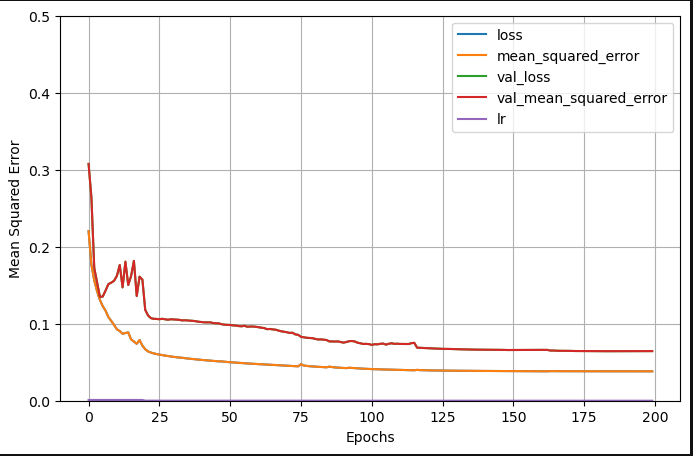 0.5
0.4
0.3
0.2
0.1
0.0
Mean Squared Error
loss
mean_squared_error
val_loss
val_mean_squared_error
lr
0 25 50 75 100 125 150 175 200
Epochs